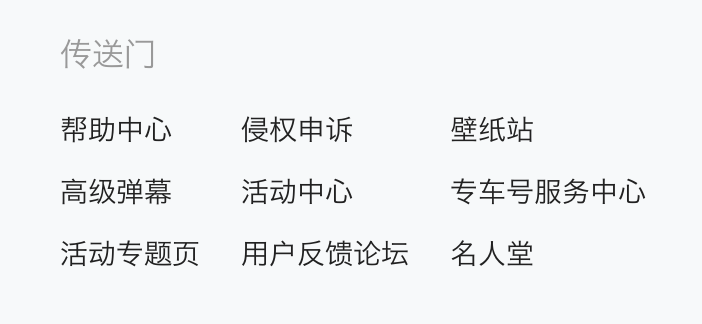 传送门
帮助中心 侵权申诉 壁纸站
高级弹幕 活动中心 专车号服务中心
活动专题页 用户反馈论坛 名人堂